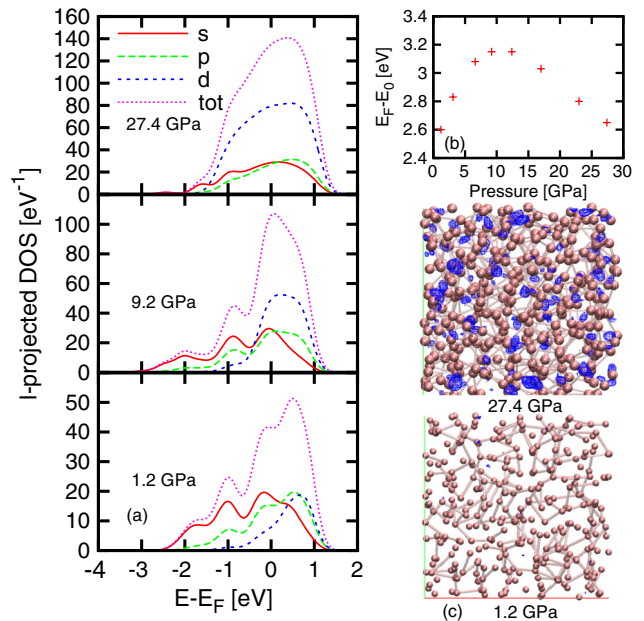 160
140
120
100
80
60
40
20
0
s
p
d
tot
27.4 GPa
100
80
60
40
20
0
9.2 GPa
50
40
30
20
10
0
1.2 GPa
(a)
-4 -3 -2 -1 0 1 2
E-E_F [eV]
l-projected DOS [eV⁻¹]
3.4
3.2
3
2.8
2.6
2.4
E_F-E_0 [eV]
(b)
0 5 10 15 20 25 30
Pressure [GPa]
27.4 GPa
(c) 1.2 GPa